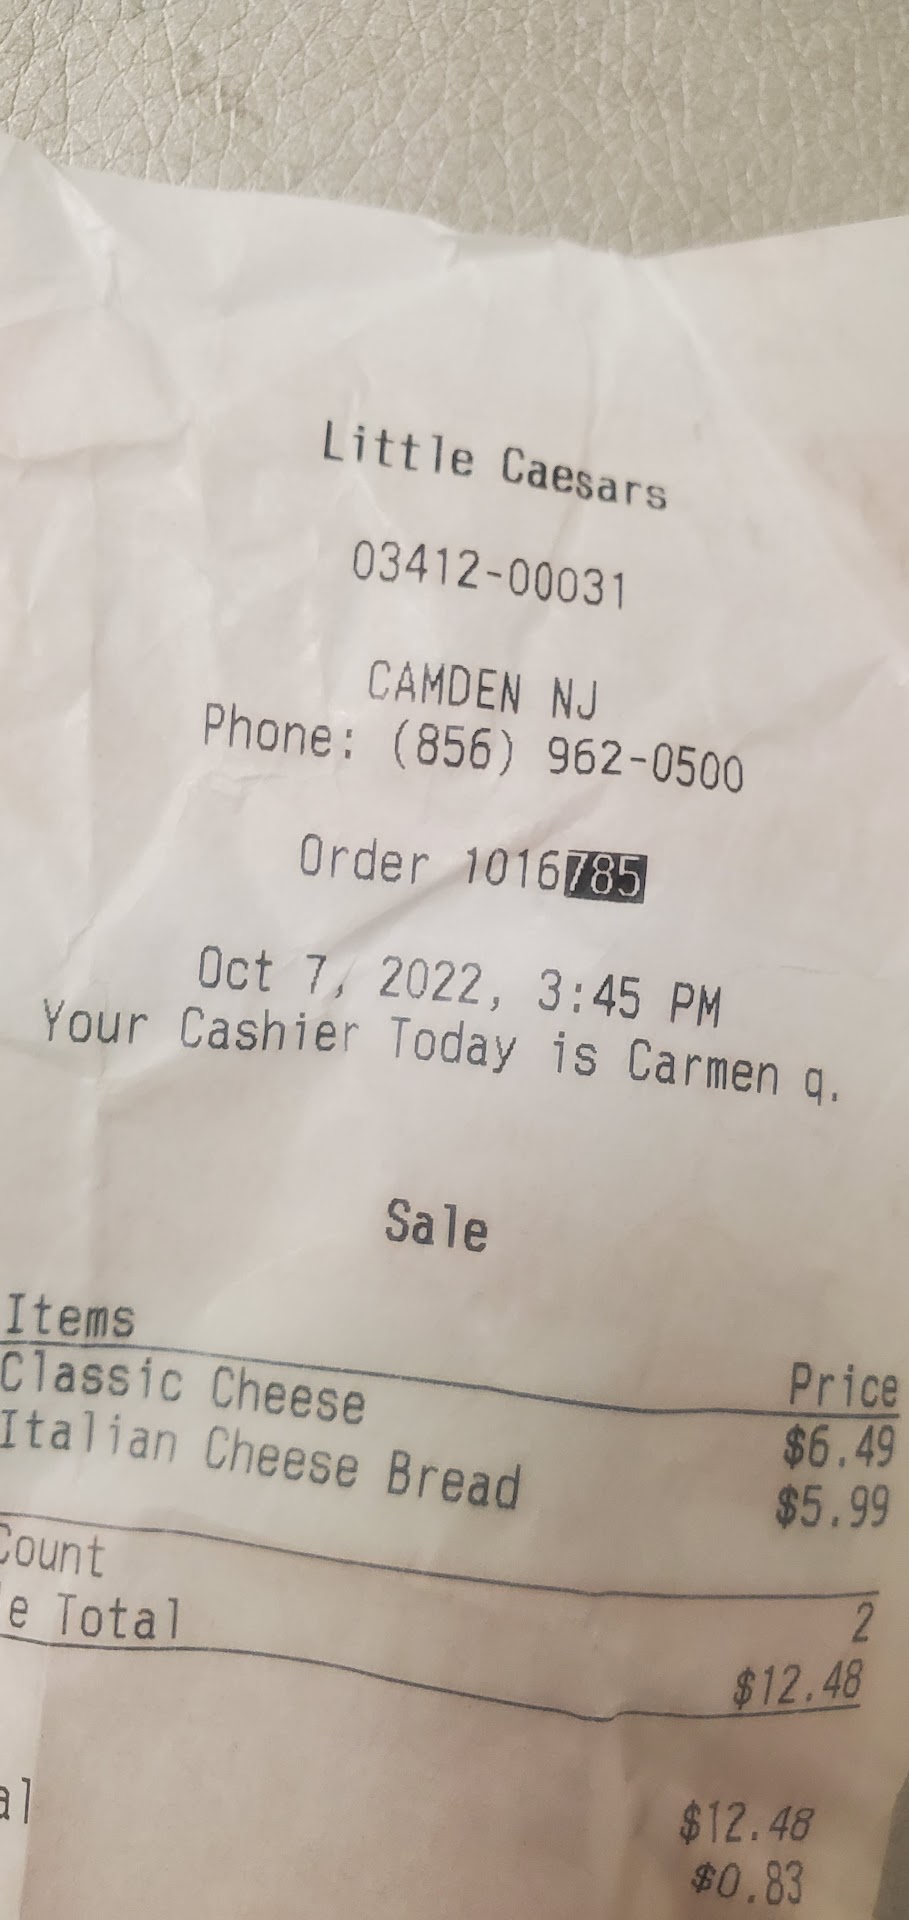 Little Caesars
03412-00031
CAMDEN NJ
Phone: (856) 962-0500
Order 1016785
Oct 7, 2022, 3:45 PM
Your Cashier Today is Carmen q.
Sale
Items Price
Classic Cheese $6.49
Italian Cheese Bread $5.99
Count 2
e Total $12.48
al $12.48
$0.83